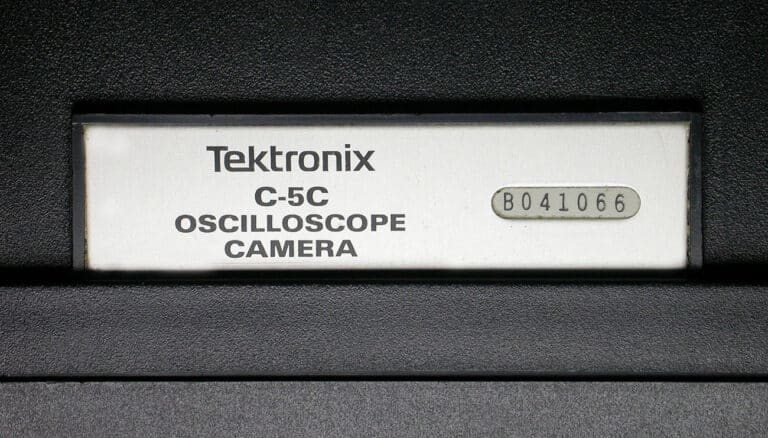 Tektronix
C-5C
OSCILLOSCOPE
CAMERA
B041066